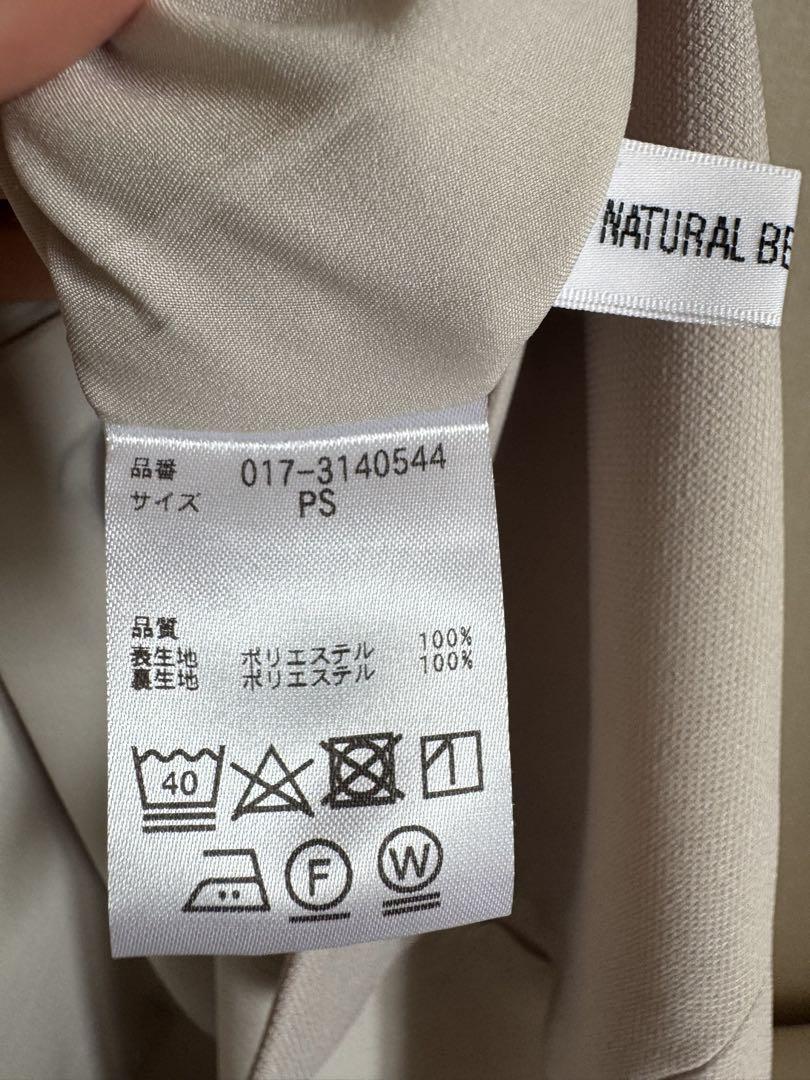 NATURAL BE
品番 017-3140544
サイズ PS
品質
表生地 ポリエステル 100%
裏生地 ポリエステル 100%
40
F W